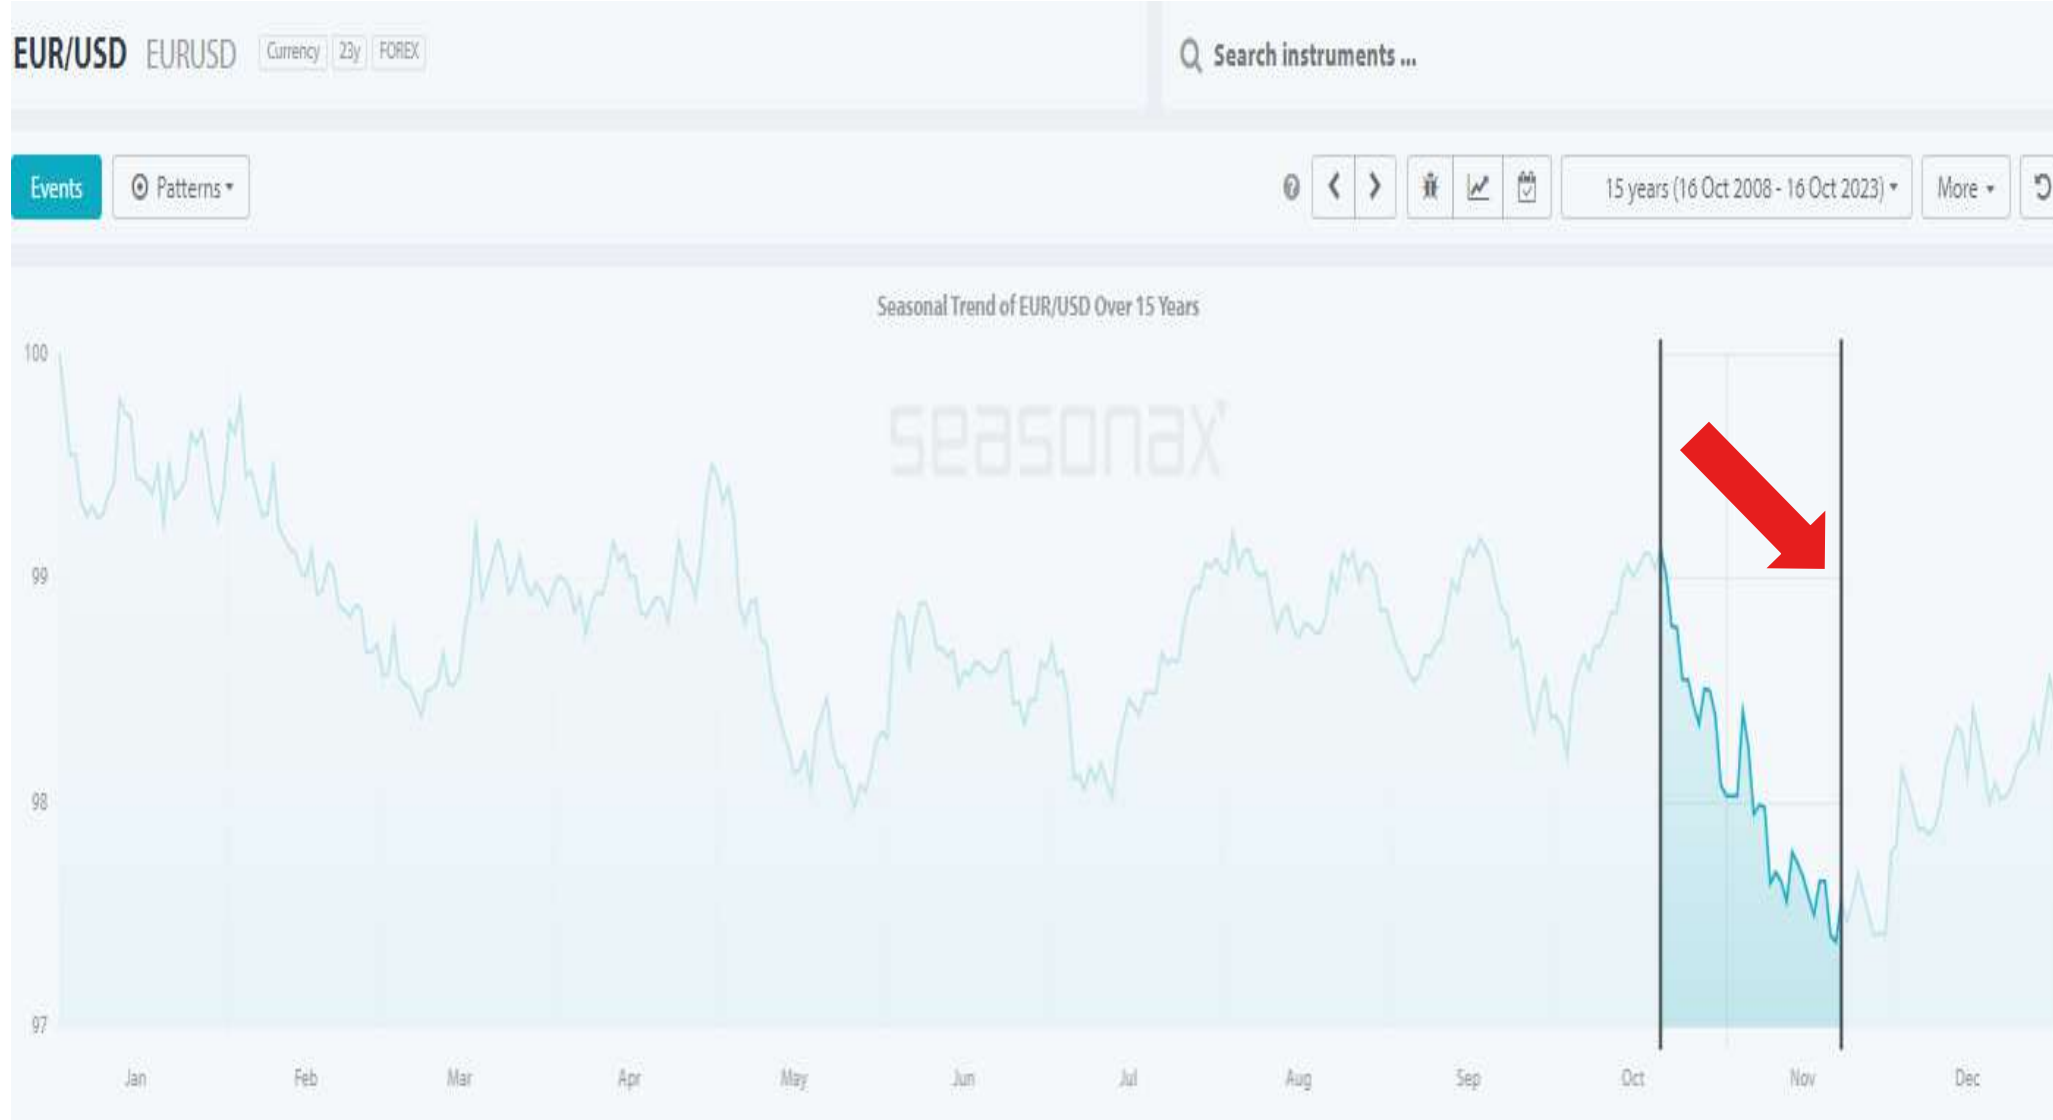 EUR/USD EURUSD Currency 23y FOREX
Search instruments ...
Events Patterns
15 years (16 Oct 2008 - 16 Oct 2023) More
Seasonal Trend of EUR/USD Over 15 Years
seasonax
100
99
98
97
Jan Feb Mar Apr May Jun Jul Aug Sep Oct Nov Dec